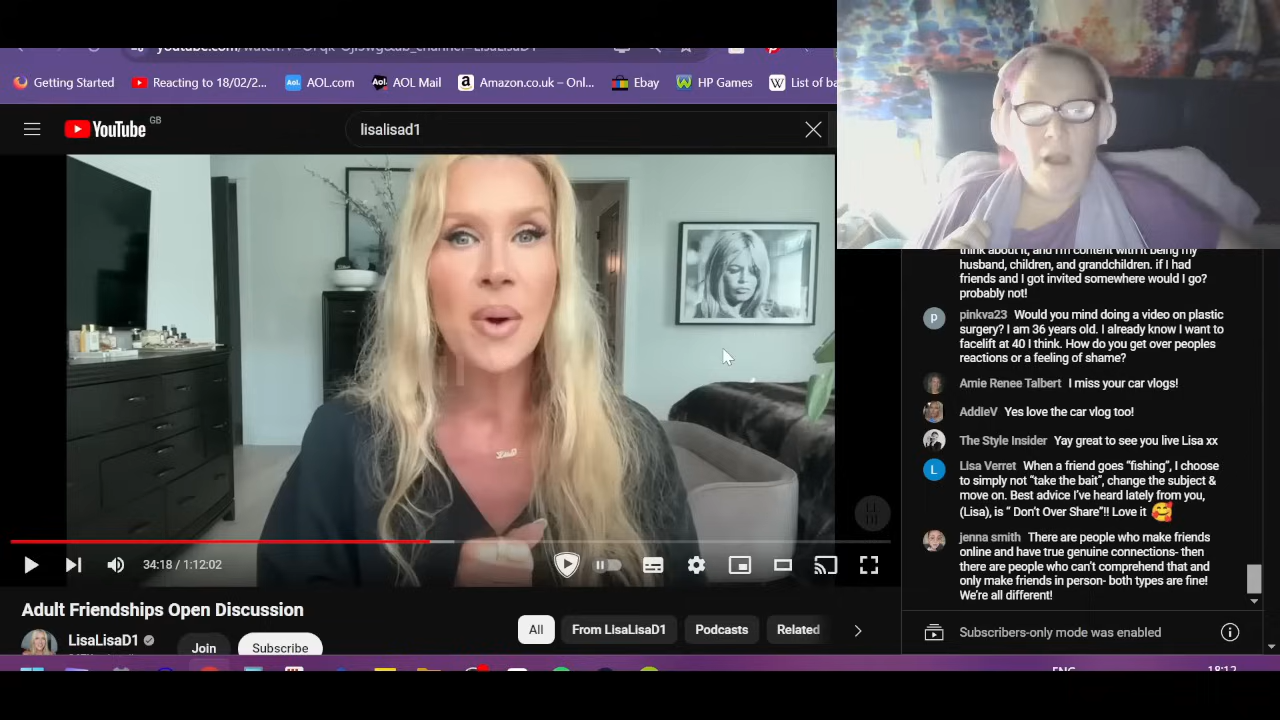 Getting Started
Reacting to 18/02/2...
AOL.com
AOL Mail
Amazon.co.uk – Onl...
Ebay
HP Games
List of ba
YouTube GB
lisalisad1
think about it, and I'm content with it being my
husband, children, and grandchildren. if I had
friends and I got invited somewhere would I go?
probably not!
pinkva23 Would you mind doing a video on plastic
surgery? I am 36 years old. I already know I want to
facelift at 40 I think. How do you get over peoples
reactions or a feeling of shame?
Amie Renee Talbert I miss your car vlogs!
AddieV Yes love the car vlog too!
The Style Insider Yay great to see you live Lisa xx
Lisa Verret When a friend goes “fishing”, I choose
to simply not “take the bait”, change the subject &
move on. Best advice I've heard lately from you,
(Lisa), is “ Don't Over Share”!! Love it 🥰
jenna smith There are people who make friends
online and have true genuine connections- then
there are people who can't comprehend that and
only make friends in person- both types are fine!
We're all different!
34:18 / 1:12:02
Adult Friendships Open Discussion
LisaLisaD1
Join
Subscribe
All
From LisaLisaD1
Podcasts
Related
Subscribers-only mode was enabled
ENG
18:12